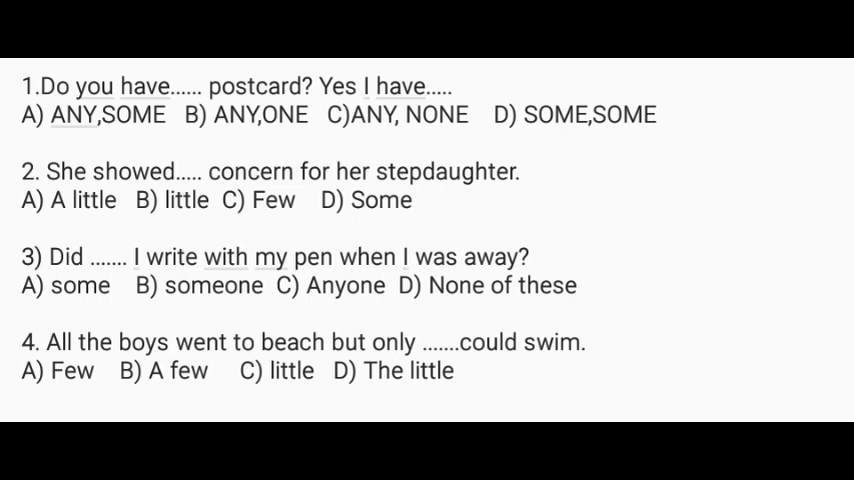 1.Do you have...... postcard? Yes I have.....
A) ANY,SOME B) ANY,ONE C)ANY, NONE D) SOME,SOME
2. She showed..... concern for her stepdaughter.
A) A little B) little C) Few D) Some
3) Did ....... I write with my pen when I was away?
A) some B) someone C) Anyone D) None of these
4. All the boys went to beach but only .......could swim.
A) Few B) A few C) little D) The little